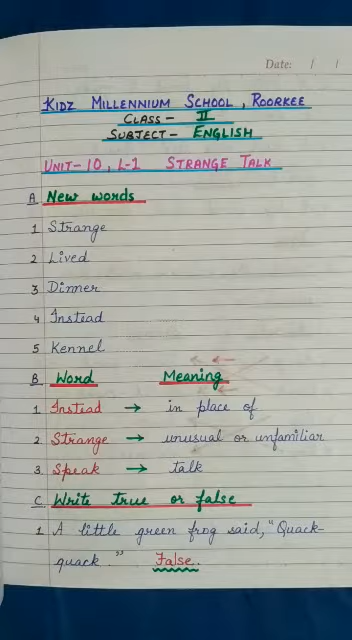 Date: / /
KIDZ MILLENNIUM SCHOOL, ROORKEE
CLASS- II
SUBJECT- ENGLISH
UNIT-10, L-1 STRANGE TALK
A New words
1 Strange
2 Lived
3 Dinner
4 Instead
5 Kennel
B Word Meaning
1. Instead → in place of
2. Strange → unusual or unfamiliar
3. Speak → talk
C Write true or false
1 A little green frog said, "Quack-
quack." False.